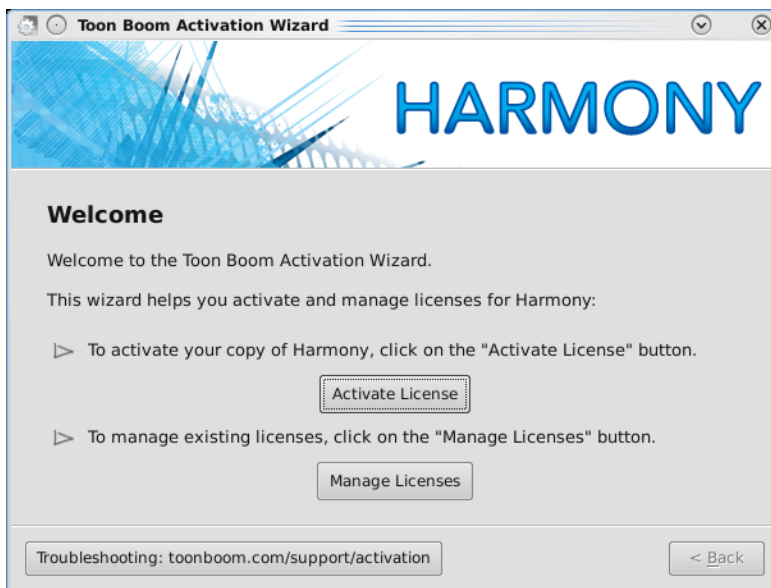 Toon Boom Activation Wizard
HARMONY
Welcome
Welcome to the Toon Boom Activation Wizard.
This wizard helps you activate and manage licenses for Harmony:
To activate your copy of Harmony, click on the "Activate License" button.
Activate License
To manage existing licenses, click on the "Manage Licenses" button.
Manage Licenses
Troubleshooting: toonboom.com/support/activation
< Back